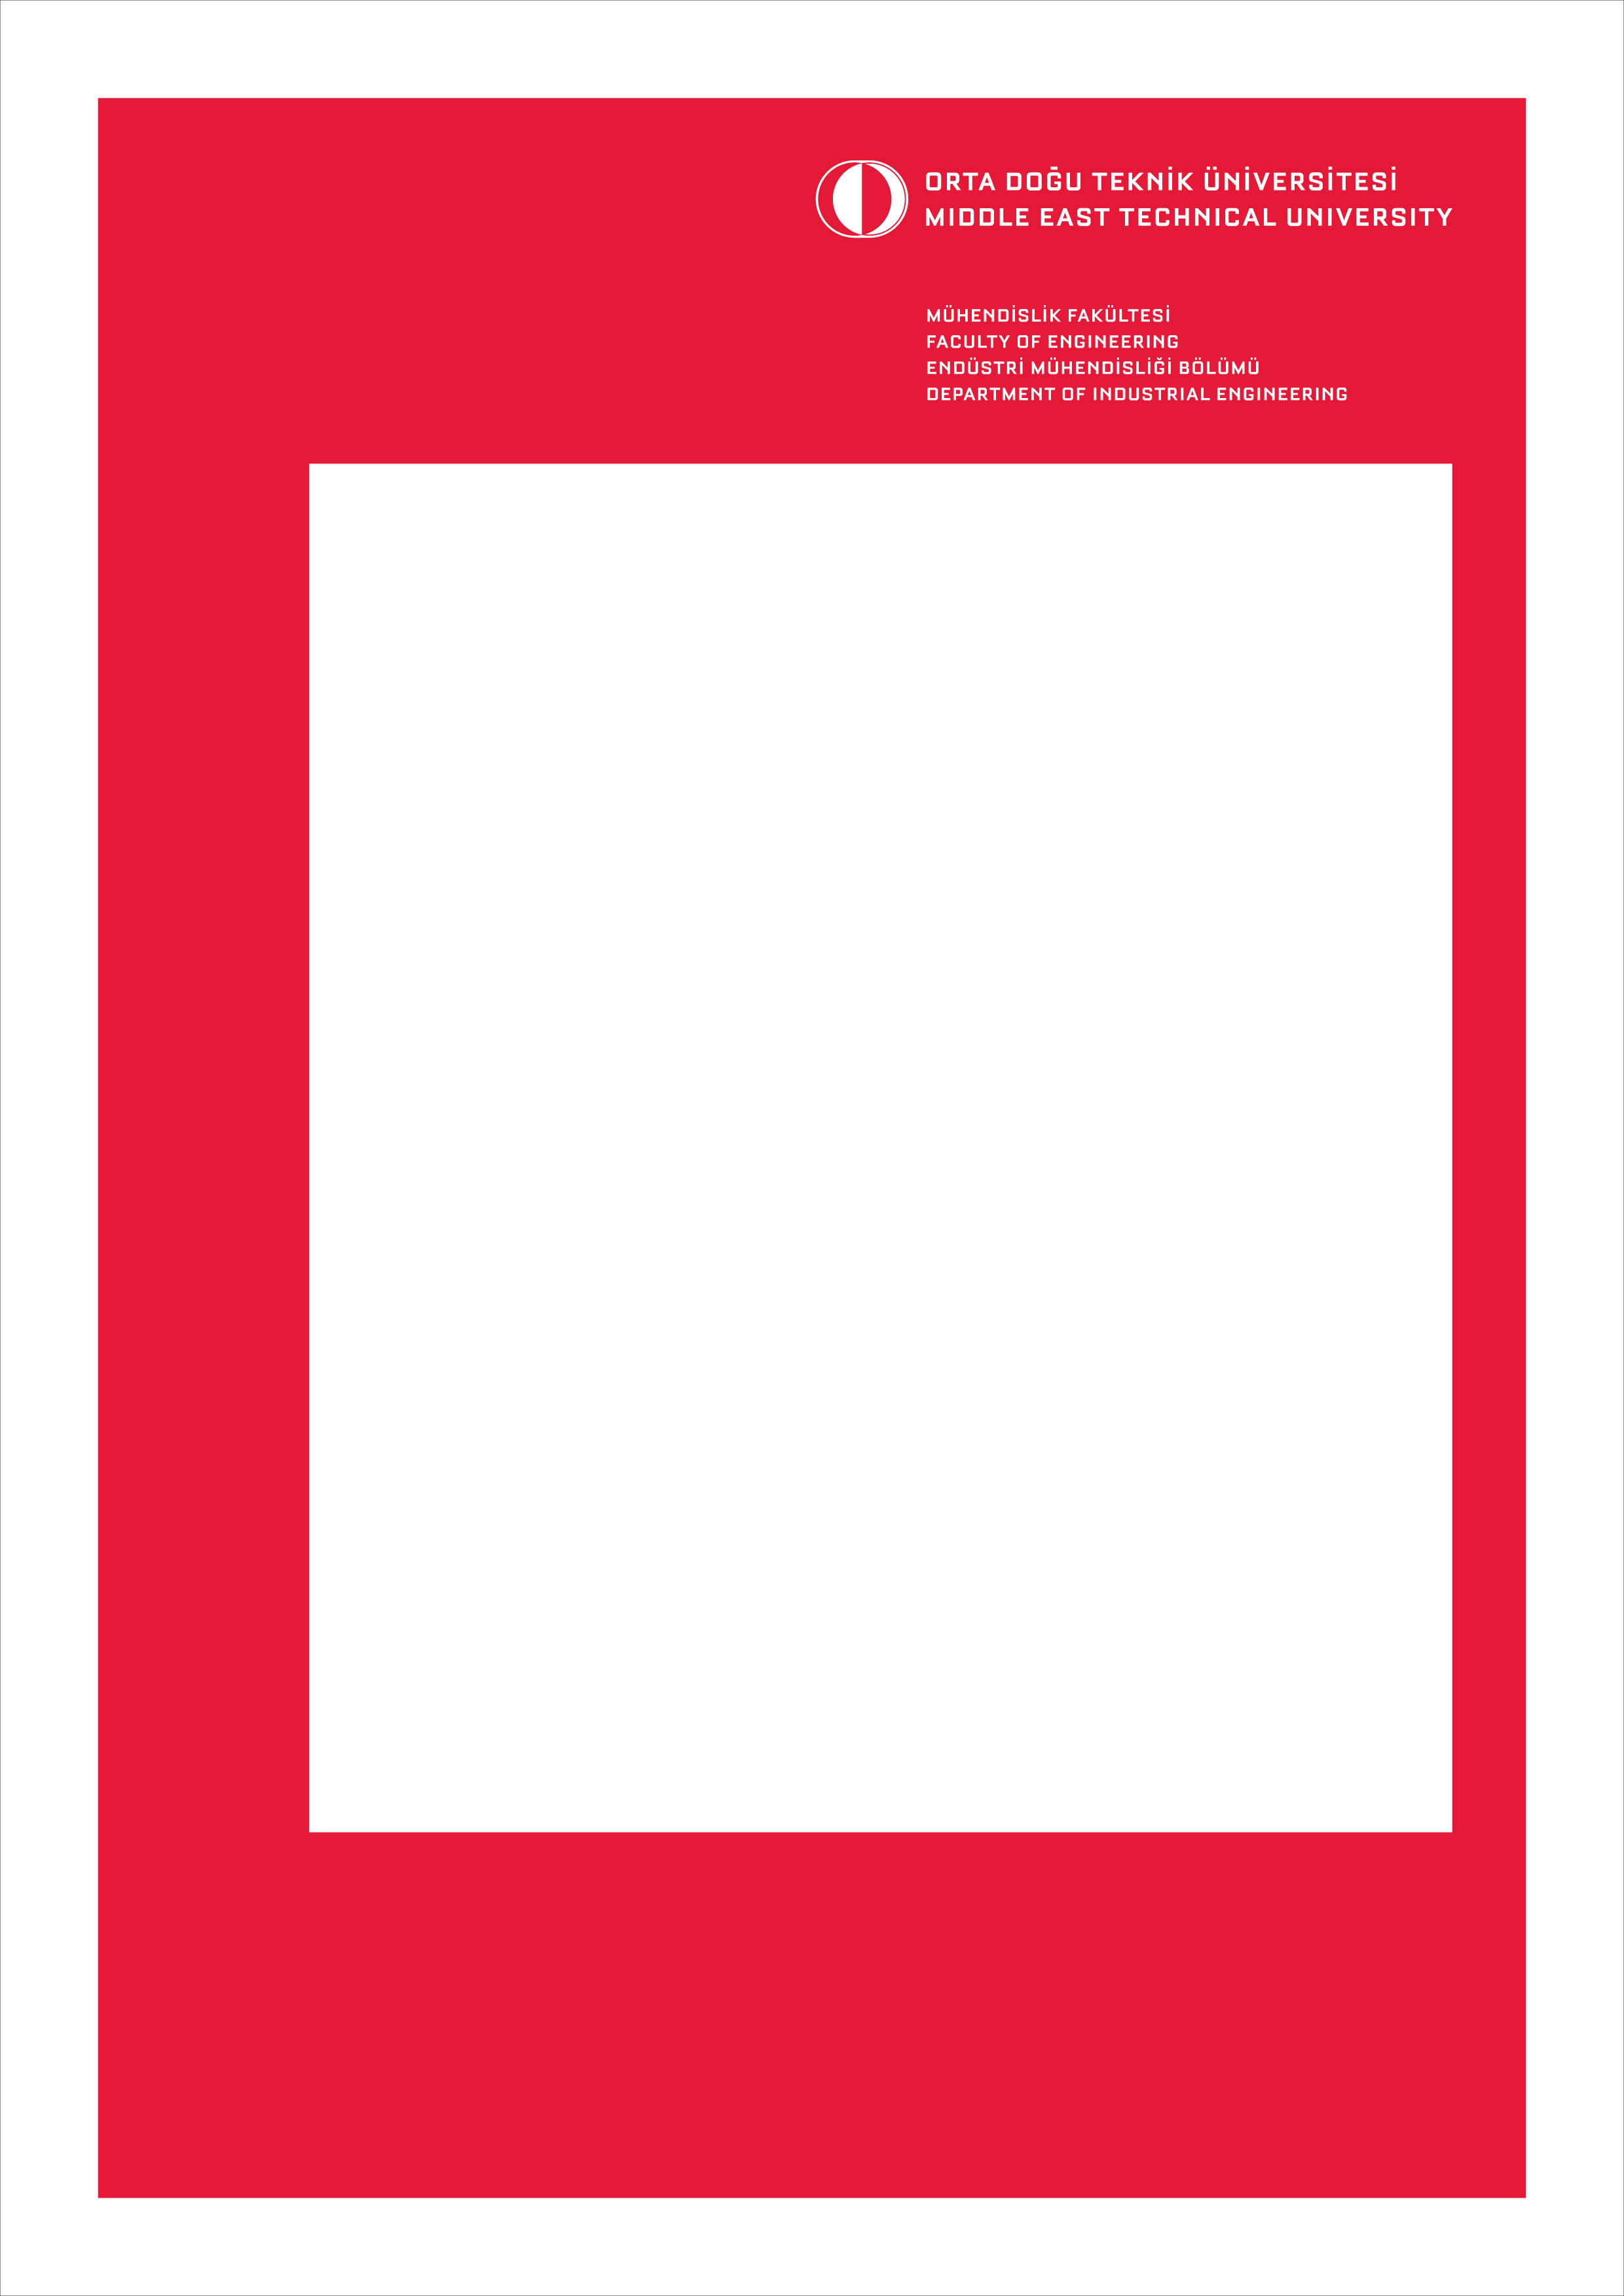 ORTA DOĞU TEKNİK ÜNİVERSİTESİ
MIDDLE EAST TECHNICAL UNIVERSITY
MÜHENDİSLİK FAKÜLTESİ
FACULTY OF ENGINEERING
ENDÜSTRİ MÜHENDİSLİĞİ BÖLÜMÜ
DEPARTMENT OF INDUSTRIAL ENGINEERING